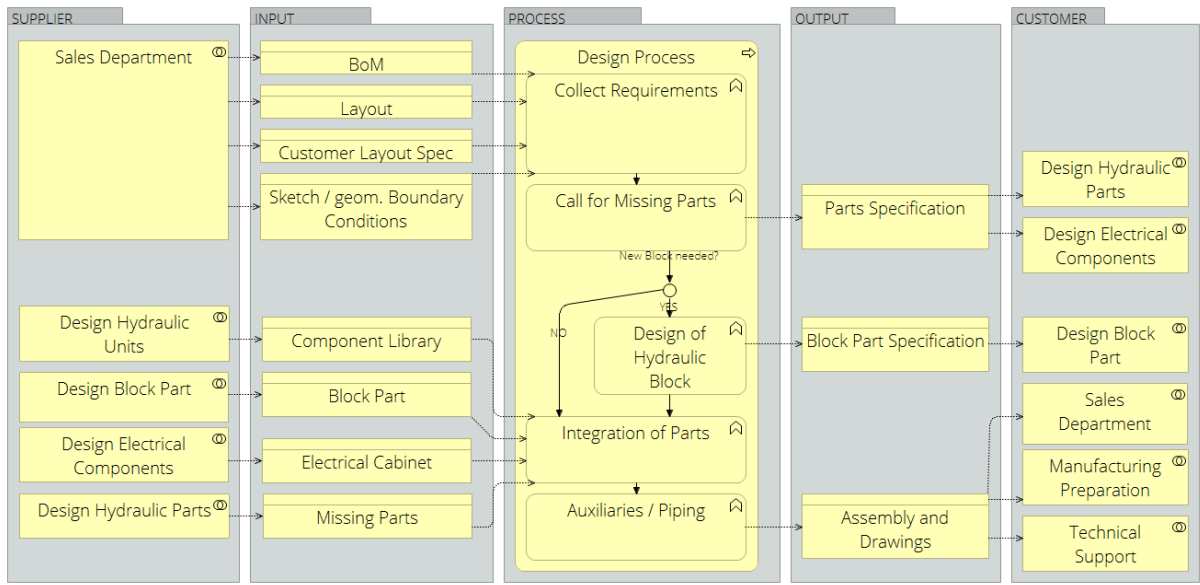 SUPPLIER
Sales Department
Design Hydraulic
Units
Design Block Part
Design Electrical
Components
Design Hydraulic Parts
INPUT
BoM
Layout
Customer Layout Spec
Sketch / geom. Boundary
Conditions
Component Library
Block Part
Electrical Cabinet
Missing Parts
PROCESS
Design Process
Collect Requirements
Call for Missing Parts
New Block needed?
YES
NO
Design of
Hydraulic
Block
Integration of Parts
Auxiliaries / Piping
OUTPUT
Parts Specification
Block Part Specification
Assembly and
Drawings
CUSTOMER
Design Hydraulic
Parts
Design Electrical
Components
Design Block
Part
Sales
Department
Manufacturing
Preparation
Technical
Support